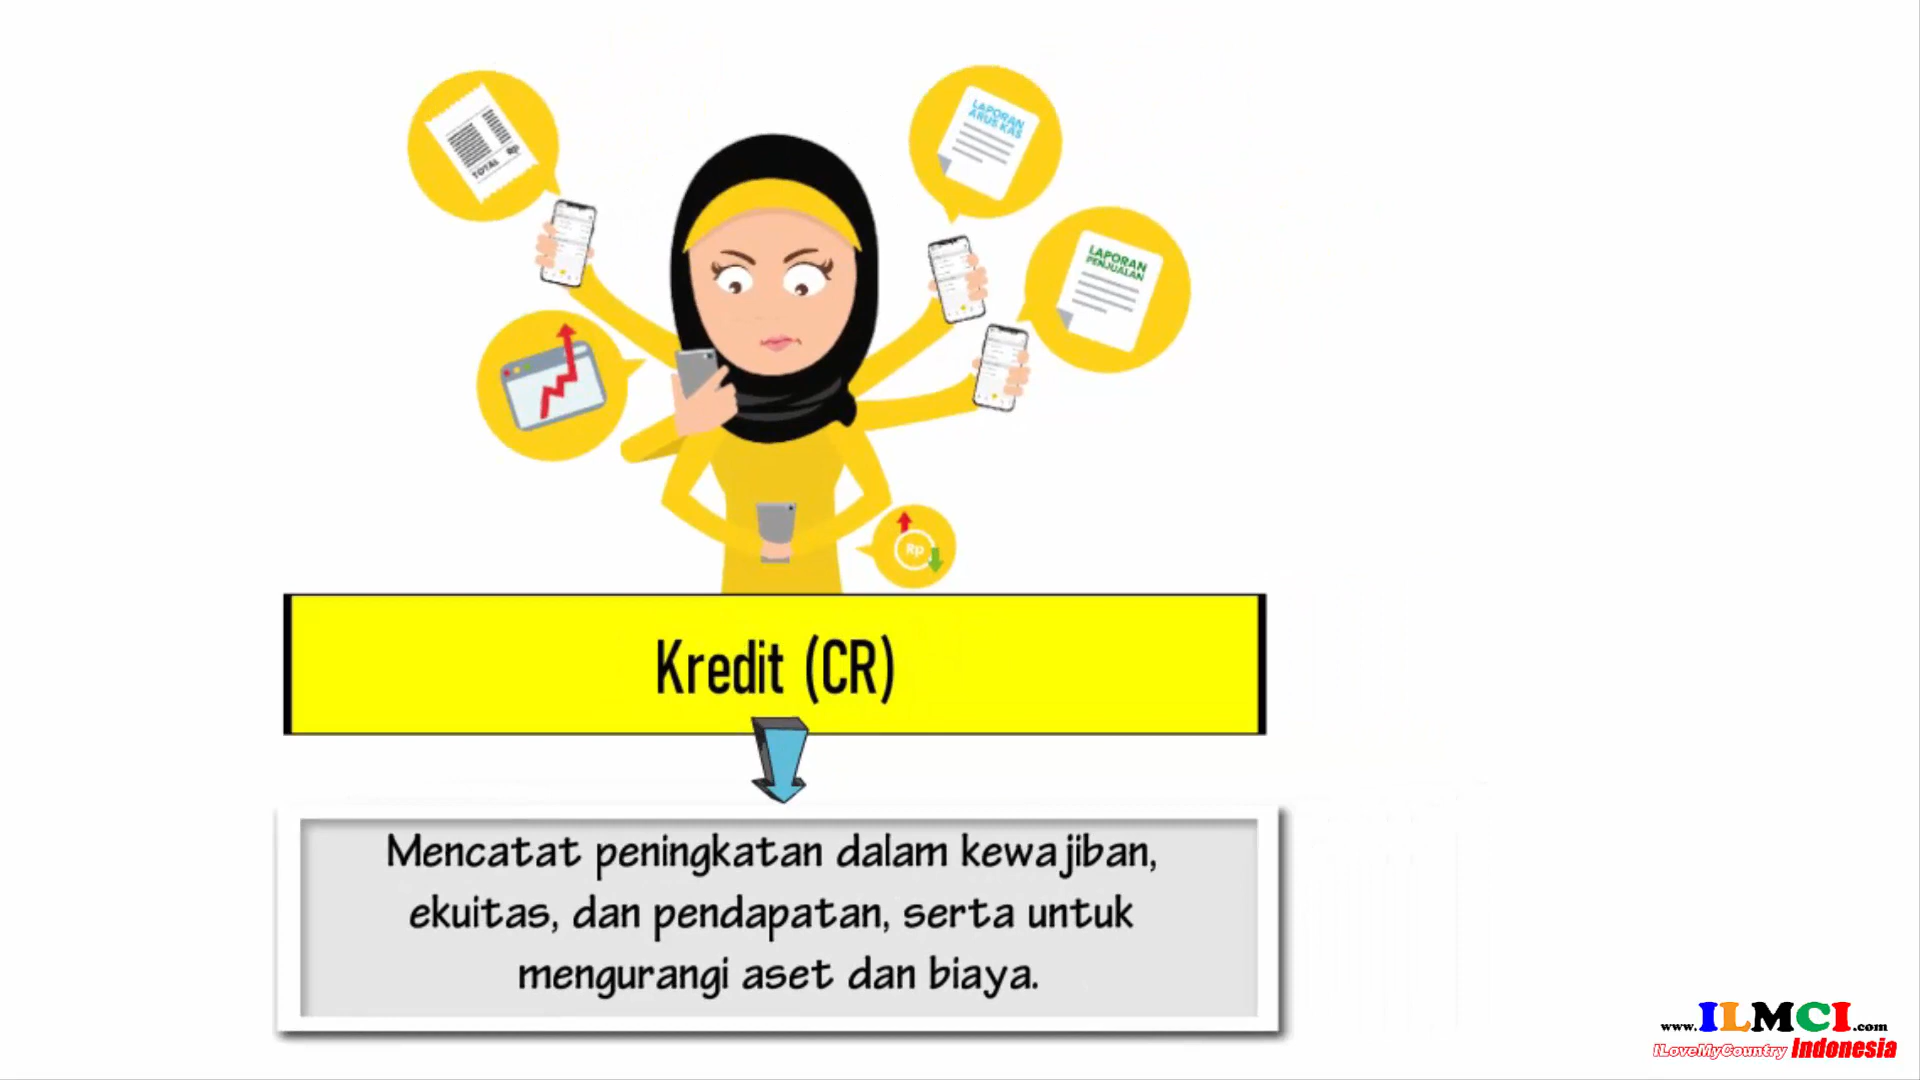 TOTAL Rp
LAPORAN
ARUS KAS
LAPORAN
PENJUALAN
Rp
Kredit (CR)
Mencatat peningkatan dalam kewajiban,
ekuitas, dan pendapatan, serta untuk
mengurangi aset dan biaya.
www.ILMCI.com
ILoveMyCountry Indonesia